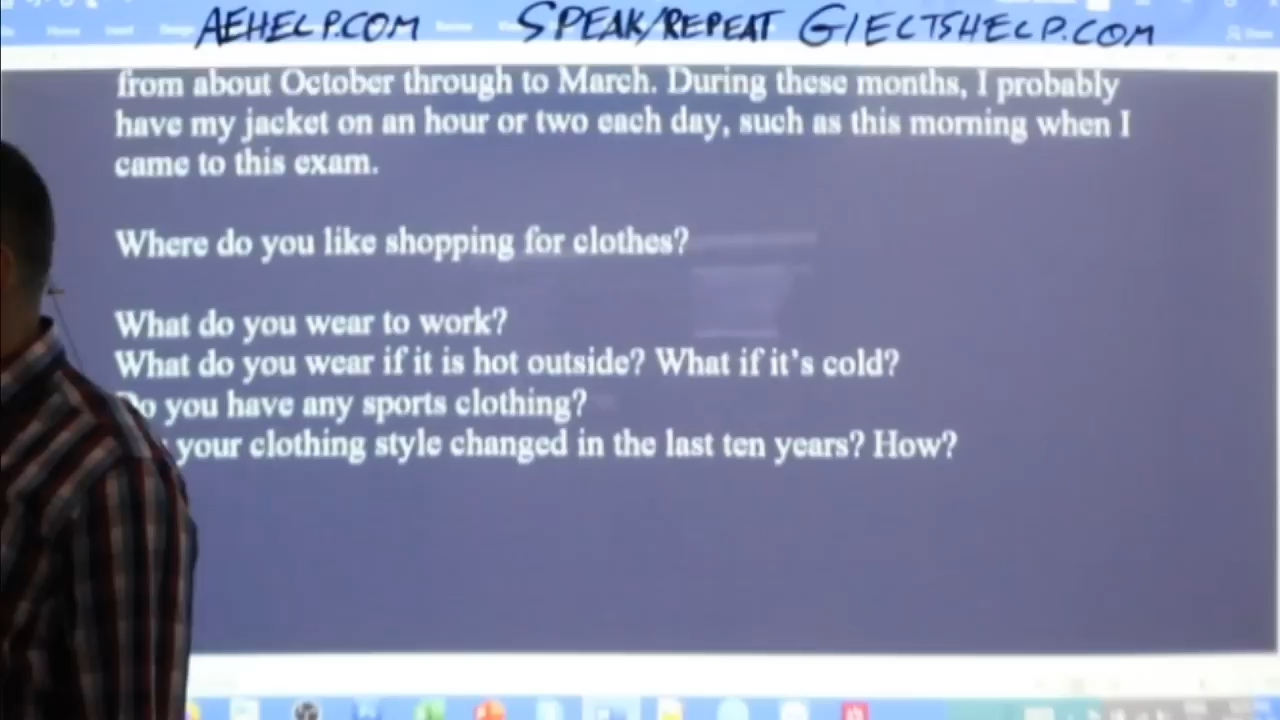 AEHELP.COM SPEAK/REPEAT GIELTSHELP.COM
from about October through to March. During these months, I probably
have my jacket on an hour or two each day, such as this morning when I
came to this exam.
Where do you like shopping for clothes?
What do you wear to work?
What do you wear if it is hot outside? What if it's cold?
Do you have any sports clothing?
your clothing style changed in the last ten years? How?